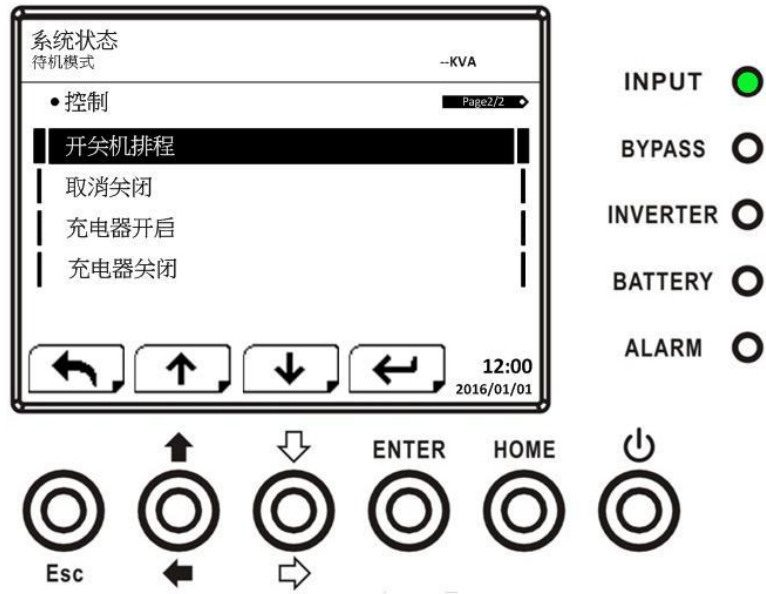 系统状态
待机模式
--KVA
•控制
Page2/2
开关机排程
取消关闭
充电器开启
充电器关闭
12:00
2016/01/01
INPUT
BYPASS
INVERTER
BATTERY
ALARM
ENTER
HOME
Esc